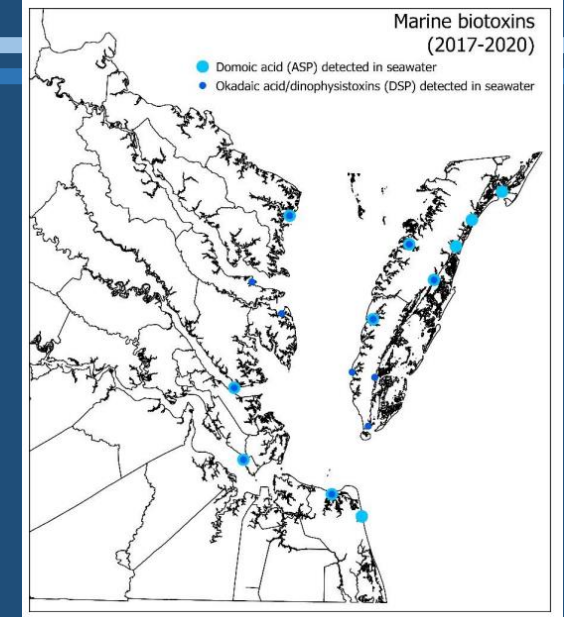 Marine biotoxins
(2017-2020)
Domoic acid (ASP) detected in seawater
Okadaic acid/dinophysistoxins (DSP) detected in seawater